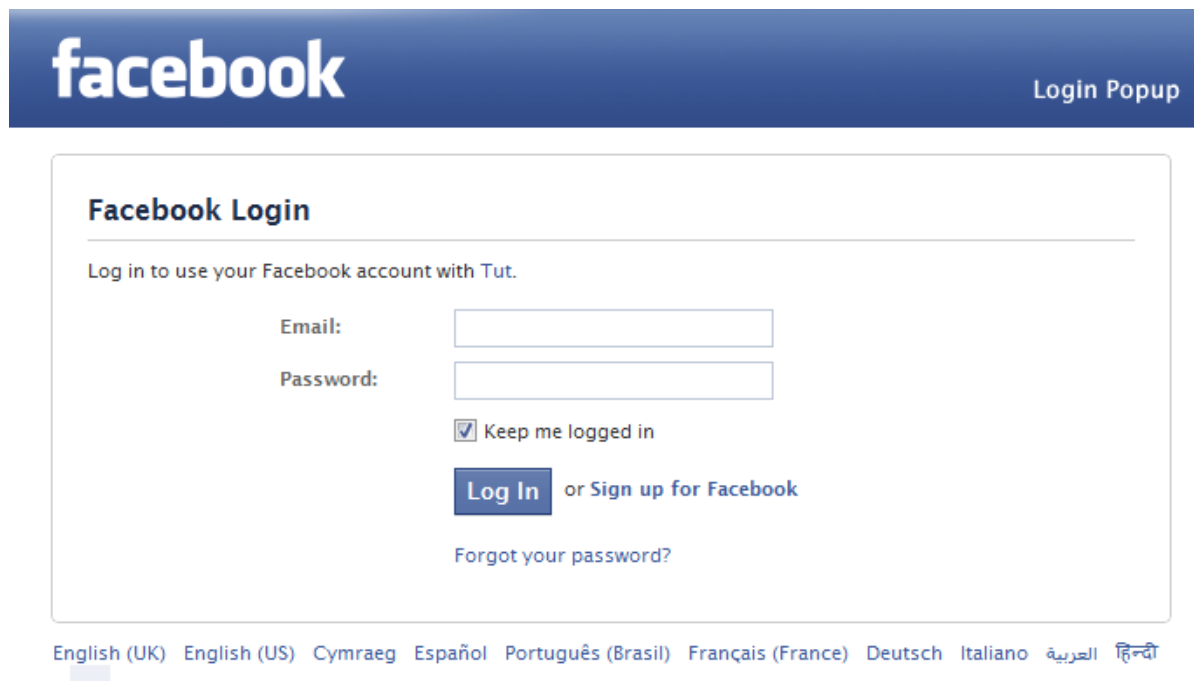 facebook
Login Popup
Facebook Login
Log in to use your Facebook account with Tut.
Email:
Password:
Keep me logged in
Log In or Sign up for Facebook
Forgot your password?
English (UK) English (US) Cymraeg Español Português (Brasil) Français (France) Deutsch Italiano العربية हिन्दी